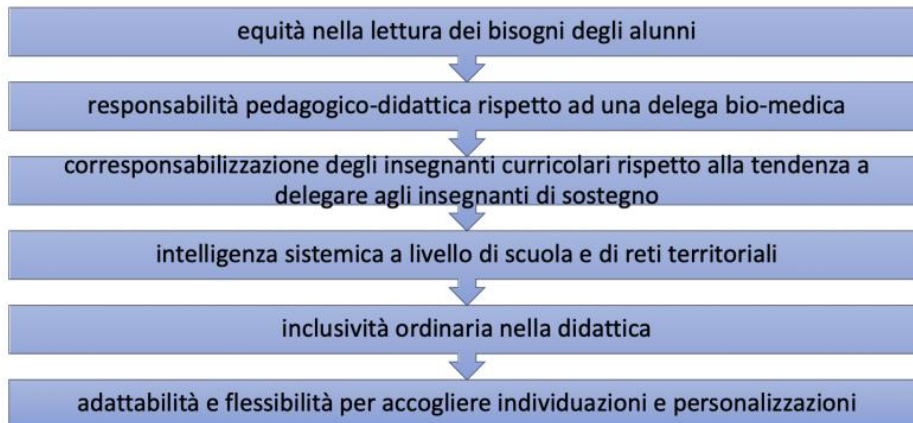 equità nella lettura dei bisogni degli alunni
responsabilità pedagogico-didattica rispetto ad una delega bio-medica
corresponsabilizzazione degli insegnanti curricolari rispetto alla tendenza a
delegare agli insegnanti di sostegno
intelligenza sistemica a livello di scuola e di reti territoriali
inclusività ordinaria nella didattica
adattabilità e flessibilità per accogliere individuazioni e personalizzazioni